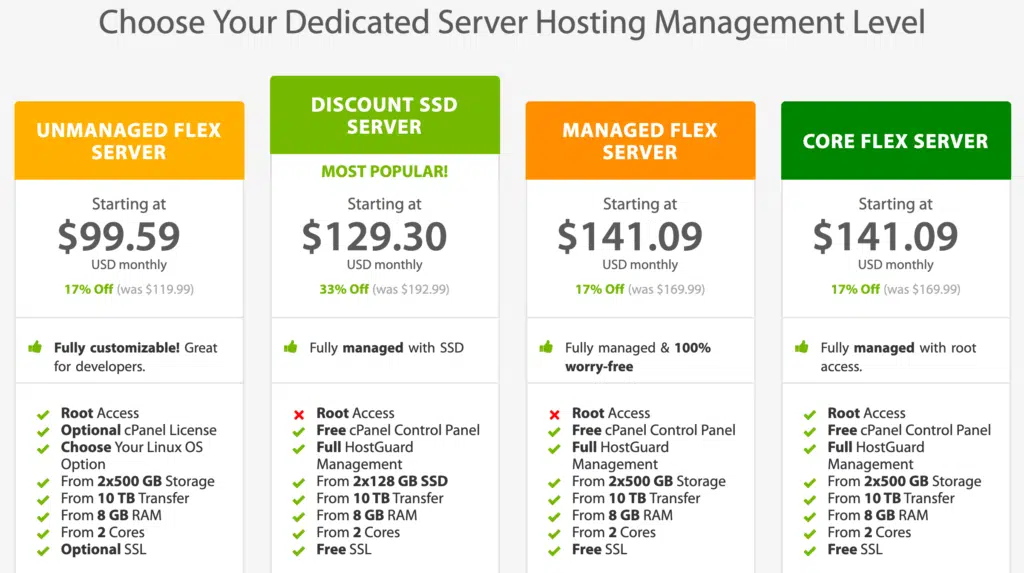 Choose Your Dedicated Server Hosting Management Level
UNMANAGED FLEX
SERVER
Starting at
$99.59
USD monthly
17% Off (was $119.99)
Fully customizable! Great
for developers.
Root Access
Optional cPanel License
Choose Your Linux OS
Option
From 2x500 GB Storage
From 10 TB Transfer
From 8 GB RAM
From 2 Cores
Optional SSL
DISCOUNT SSD
SERVER
MOST POPULAR!
Starting at
$129.30
USD monthly
33% Off (was $192.99)
Fully managed with SSD
Root Access
Free cPanel Control Panel
Full HostGuard
Management
From 2x128 GB SSD
From 10 TB Transfer
From 8 GB RAM
From 2 Cores
Free SSL
MANAGED FLEX
SERVER
Starting at
$141.09
USD monthly
17% Off (was $169.99)
Fully managed & 100%
worry-free
Root Access
Free cPanel Control Panel
Full HostGuard
Management
From 2x500 GB Storage
From 10 TB Transfer
From 8 GB RAM
From 2 Cores
Free SSL
CORE FLEX SERVER
Starting at
$141.09
USD monthly
17% Off (was $169.99)
Fully managed with root
access.
Root Access
Free cPanel Control Panel
Full HostGuard
Management
From 2x500 GB Storage
From 10 TB Transfer
From 8 GB RAM
From 2 Cores
Free SSL